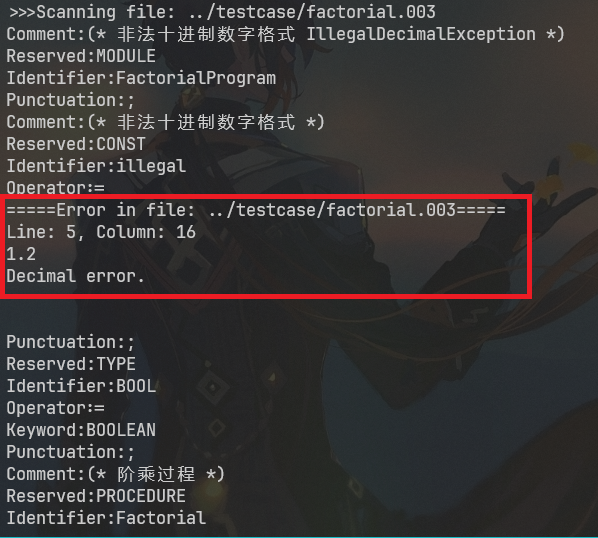 >>>Scanning file: ../testcase/factorial.003
Comment:(* 非法十进制数字格式 IllegalDecimalException *)
Reserved:MODULE
Identifier:FactorialProgram
Punctuation:;
Comment:(* 非法十进制数字格式 *)
Reserved:CONST
Identifier:illegal
Operator:=
=====Error in file: ../testcase/factorial.003=====
Line: 5, Column: 16
1.2
Decimal error.
Punctuation:;
Reserved:TYPE
Identifier:BOOL
Operator:=
Keyword:BOOLEAN
Punctuation:;
Comment:(* 阶乘过程 *)
Reserved:PROCEDURE
Identifier:Factorial